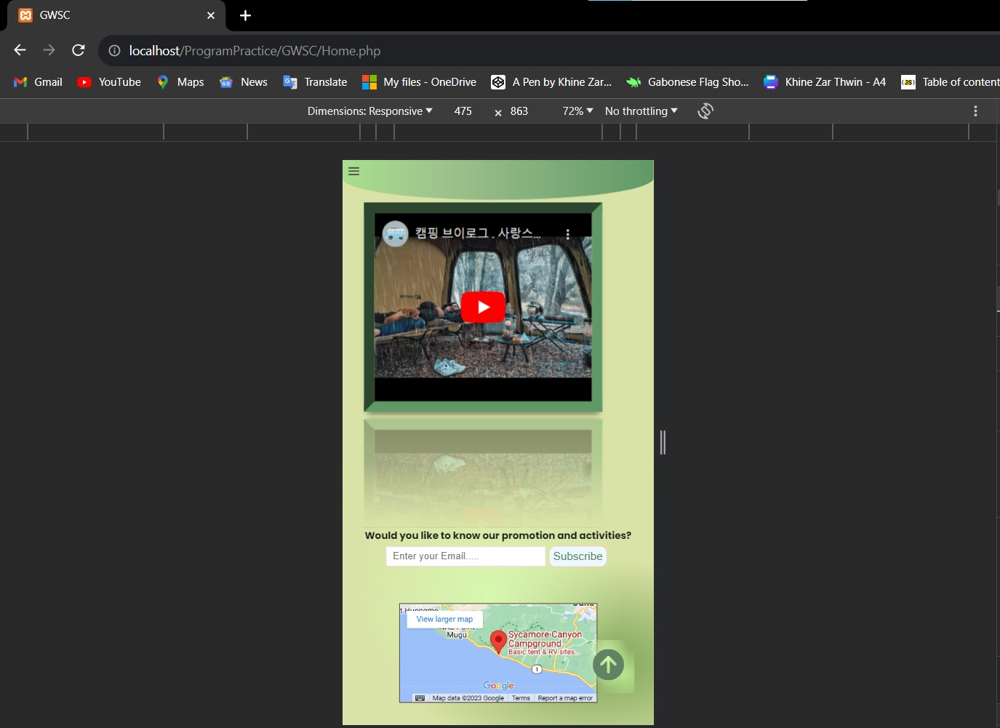 GWSC
localhost/ProgramPractice/GWSC/Home.php
Gmail YouTube Maps News Translate My files - OneDrive A Pen by Khine Zar... Gabonese Flag Sho... Khine Zar Thwin - A4 Table of content
Dimensions: Responsive 475 × 863 72% No throttling
캠핑 브이로그 . 사랑스...
Would you like to know our promotion and activities?
Enter your Email..... Subscribe
View larger map
Mugu
Sycamore Canyon
Campground
Basic tent & RV sites...
1
Google
Map data ©2023 Google Terms Report a map error